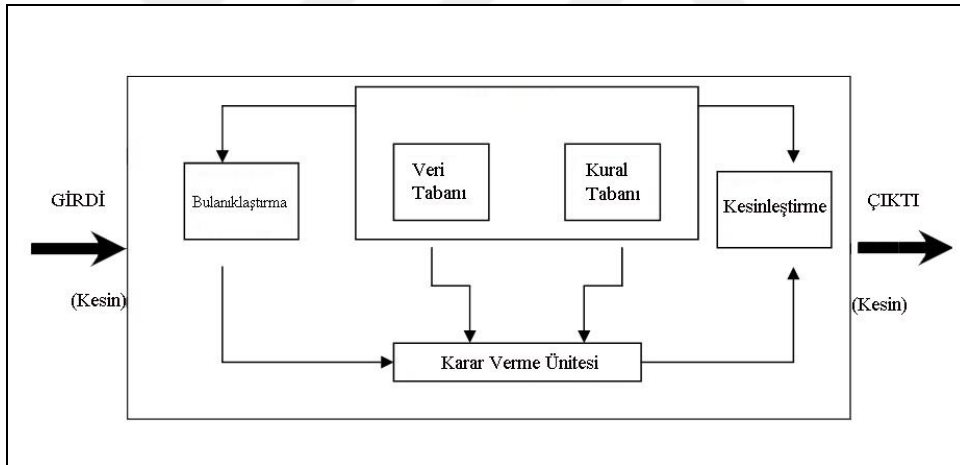 GİRDİ
(Kesin)
Bulanıklaştırma
Veri
Tabanı
Kural
Tabanı
Kesinleştirme
Karar Verme Ünitesi
ÇIKTI
(Kesin)